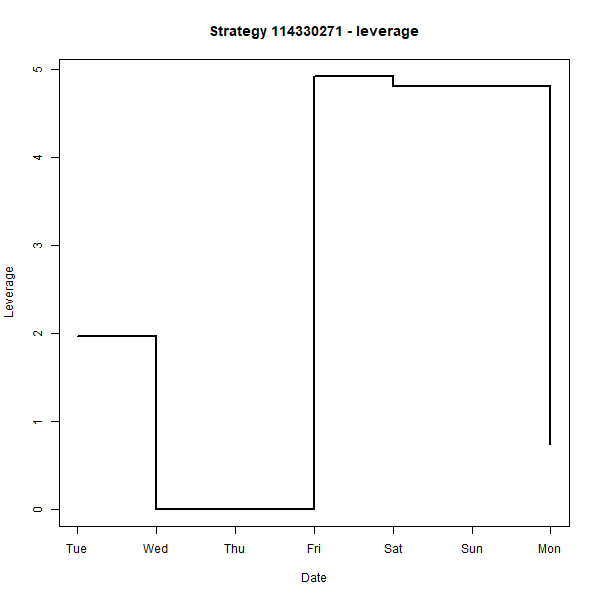 Strategy 114330271 - leverage
5
4
3
2
1
0
Leverage
Tue Wed Thu Fri Sat Sun Mon
Date